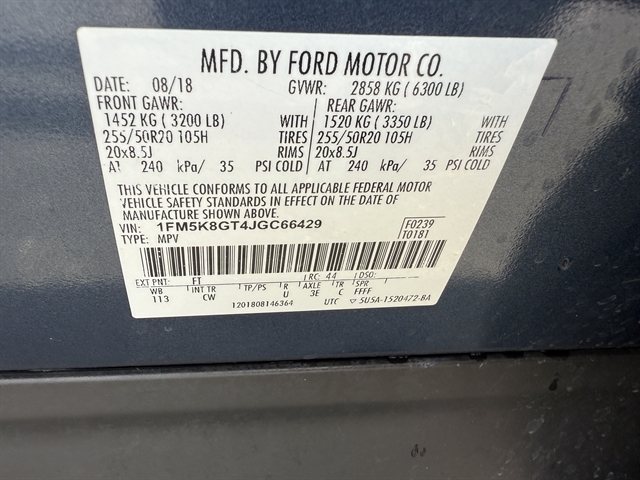 MFD. BY FORD MOTOR CO.
DATE: 08/18 GVWR: 2858 KG ( 6300 LB)
FRONT GAWR: REAR GAWR:
1452 KG ( 3200 LB) WITH 1520 KG ( 3350 LB) WITH
255/50R20 105H TIRES 255/50R20 105H TIRES
20x8.5J RIMS 20x8.5J RIMS
AT 240 kPa/ 35 PSI COLD AT 240 kPa/ 35 PSI COLD
THIS VEHICLE CONFORMS TO ALL APPLICABLE FEDERAL MOTOR
VEHICLE SAFETY STANDARDS IN EFFECT ON THE DATE OF
MANUFACTURE SHOWN ABOVE.
VIN: 1FM5K8GT4JGC66429 F0239
TYPE: MPV T0181
EXT PNT: FT RC: 44 DSO:
WB INT TR TP/PS R AXLE TR SPR
113 CW U 3E C FFFF
1201808146364 UTC ▽ 5U5A-1520472-BA